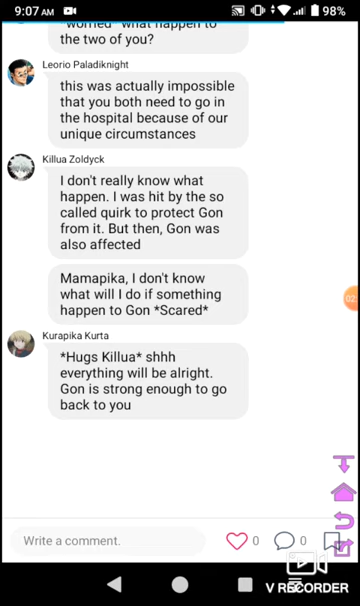 9:07 AM 98%
*worried* what happen to
the two of you?
Leorio Paladiknight
this was actually impossible
that you both need to go in
the hospital because of our
unique circumstances
Killua Zoldyck
I don't really know what
happen. I was hit by the so
called quirk to protect Gon
from it. But then, Gon was
also affected
Mamapika, I don't know
what will I do if something
happen to Gon *Scared*
Kurapika Kurta
*Hugs Killua* shhh
everything will be alright.
Gon is strong enough to go
back to you
Write a comment. 0 0
V RECORDER